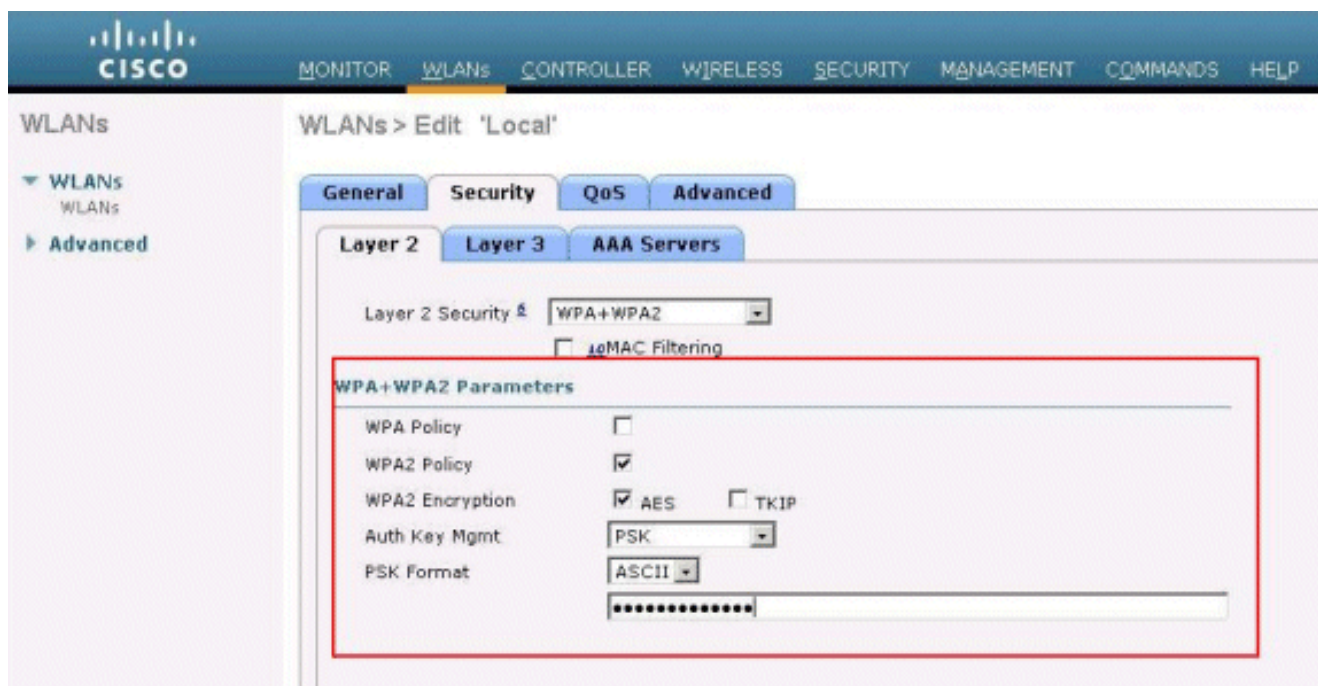 CISCO
MONITOR WLANs CONTROLLER WIRELESS SECURITY MANAGEMENT COMMANDS HELP
WLANs
WLANs > Edit 'Local'
WLANs
WLANs
Advanced
General Security QoS Advanced
Layer 2 Layer 3 AAA Servers
Layer 2 Security 6 WPA+WPA2
10 MAC Filtering
WPA+WPA2 Parameters
WPA Policy
WPA2 Policy
WPA2 Encryption AES TKIP
Auth Key Mgmt PSK
PSK Format ASCII
•••••••••••••